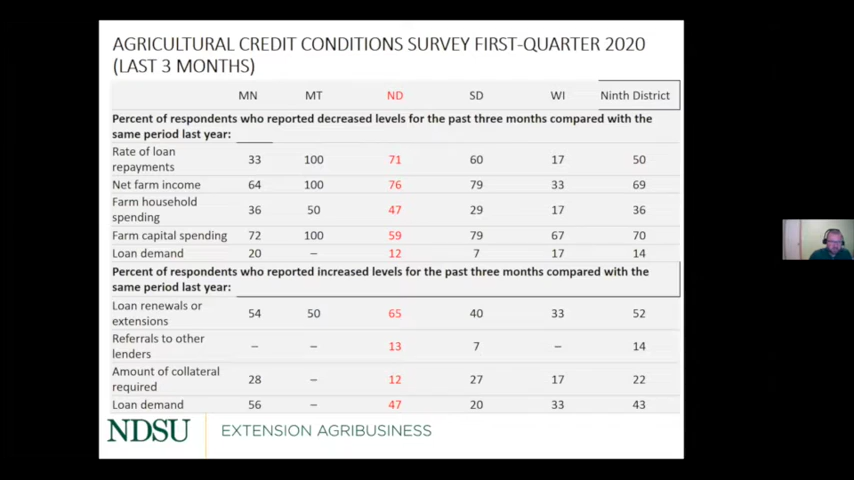 AGRICULTURAL CREDIT CONDITIONS SURVEY FIRST-QUARTER 2020
(LAST 3 MONTHS)
MN MT ND SD WI Ninth District
Percent of respondents who reported decreased levels for the past three months compared with the
same period last year:
Rate of loan
repayments 33 100 71 60 17 50
Net farm income 64 100 76 79 33 69
Farm household
spending 36 50 47 29 17 36
Farm capital spending 72 100 59 79 67 70
Loan demand 20 – 12 7 17 14
Percent of respondents who reported increased levels for the past three months compared with the
same period last year:
Loan renewals or
extensions 54 50 65 40 33 52
Referrals to other
lenders – – 13 7 – 14
Amount of collateral
required 28 – 12 27 17 22
Loan demand 56 – 47 20 33 43
NDSU EXTENSION AGRIBUSINESS